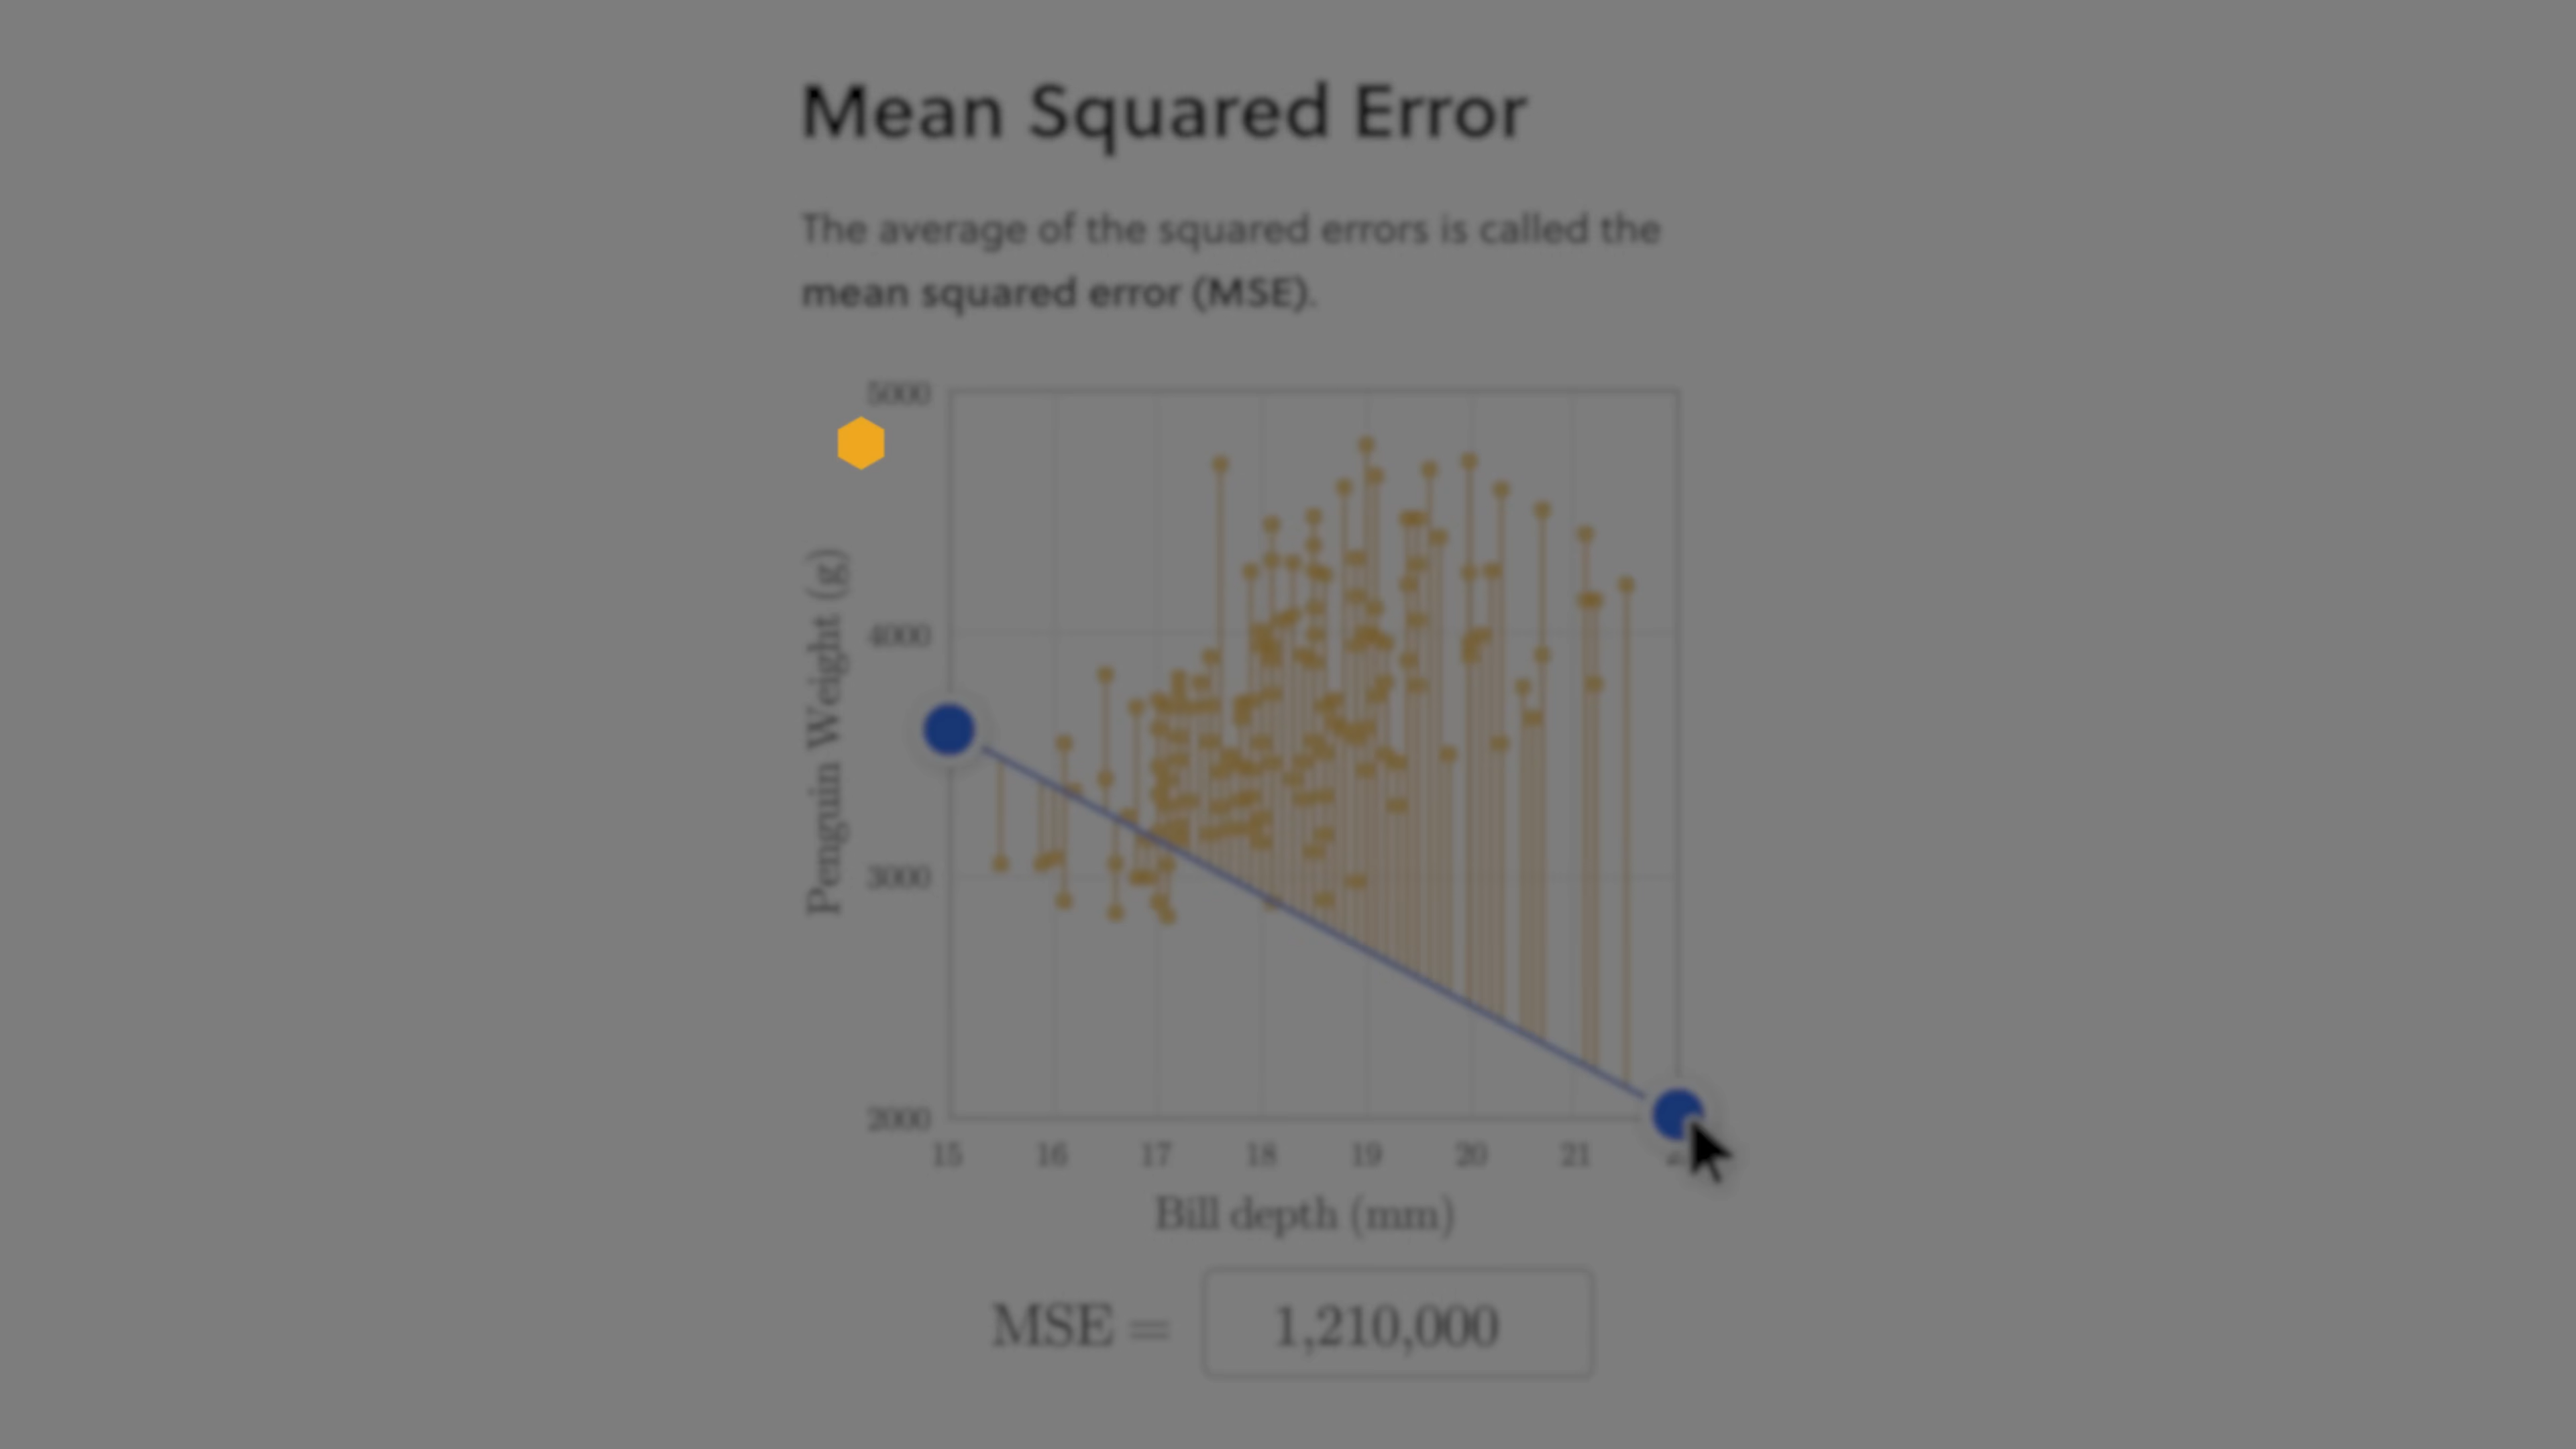 Mean Squared Error
The average of the squared errors is called the
mean squared error (MSE).
5000
4000
3000
2000
Penguin Weight (g)
15 16 17 18 19 20 21
Bill depth (mm)
MSE = 1,210,000